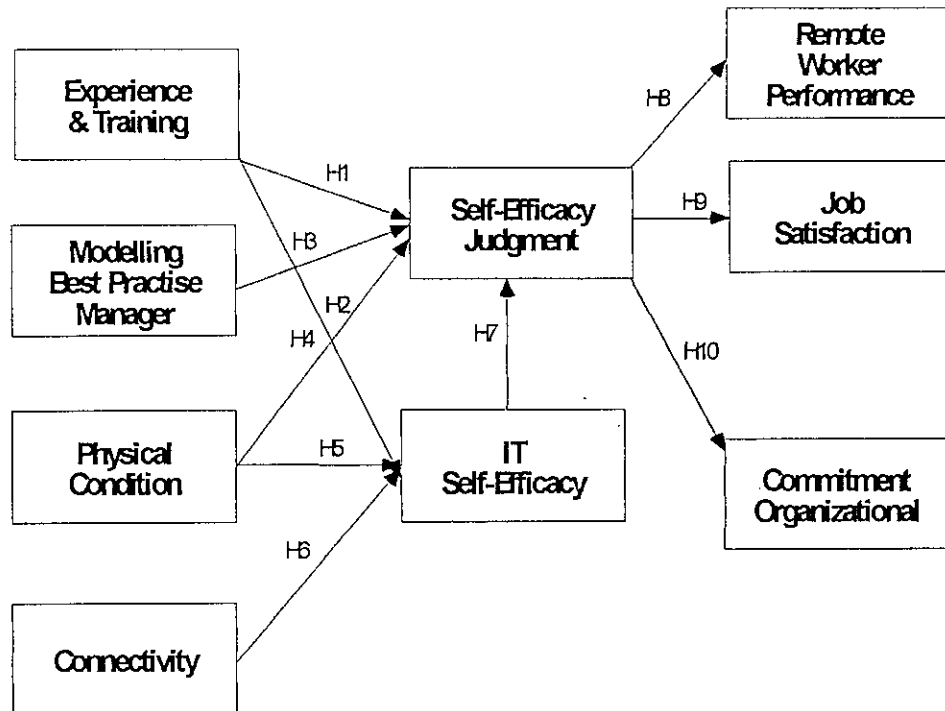 Experience
& Training
Modelling
Best Practise
Manager
Physical
Condition
Connectivity
H1
H3
H2
H4
H5
H6
Self-Efficacy
Judgment
H7
IT
Self-Efficacy
H8
H9
H10
Remote
Worker
Performance
Job
Satisfaction
Commitment
Organizational